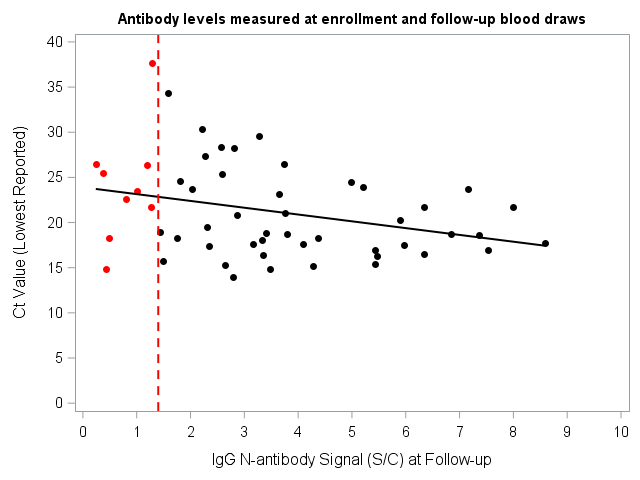 Antibody levels measured at enrollment and follow-up blood draws
40
35
30
25
20
15
10
5
0
Ct Value (Lowest Reported)
0 1 2 3 4 5 6 7 8 9 10
IgG N-antibody Signal (S/C) at Follow-up